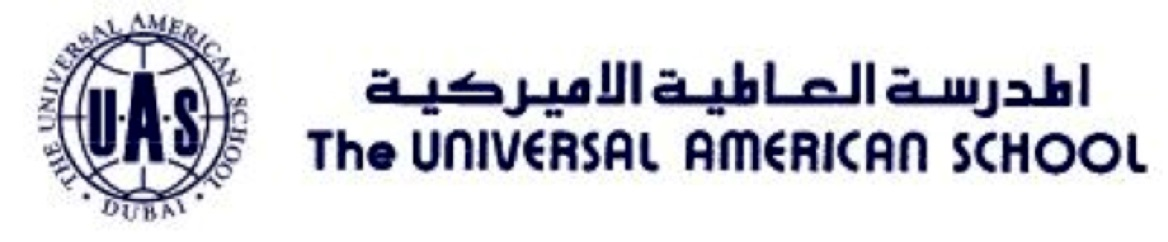 THE UNIVERSAL AMERICAN SCHOOL
UAS
· DUBAI ·
المدرسة العالمية الاميركية
The UNIVERSAL AMERICAN SCHOOL